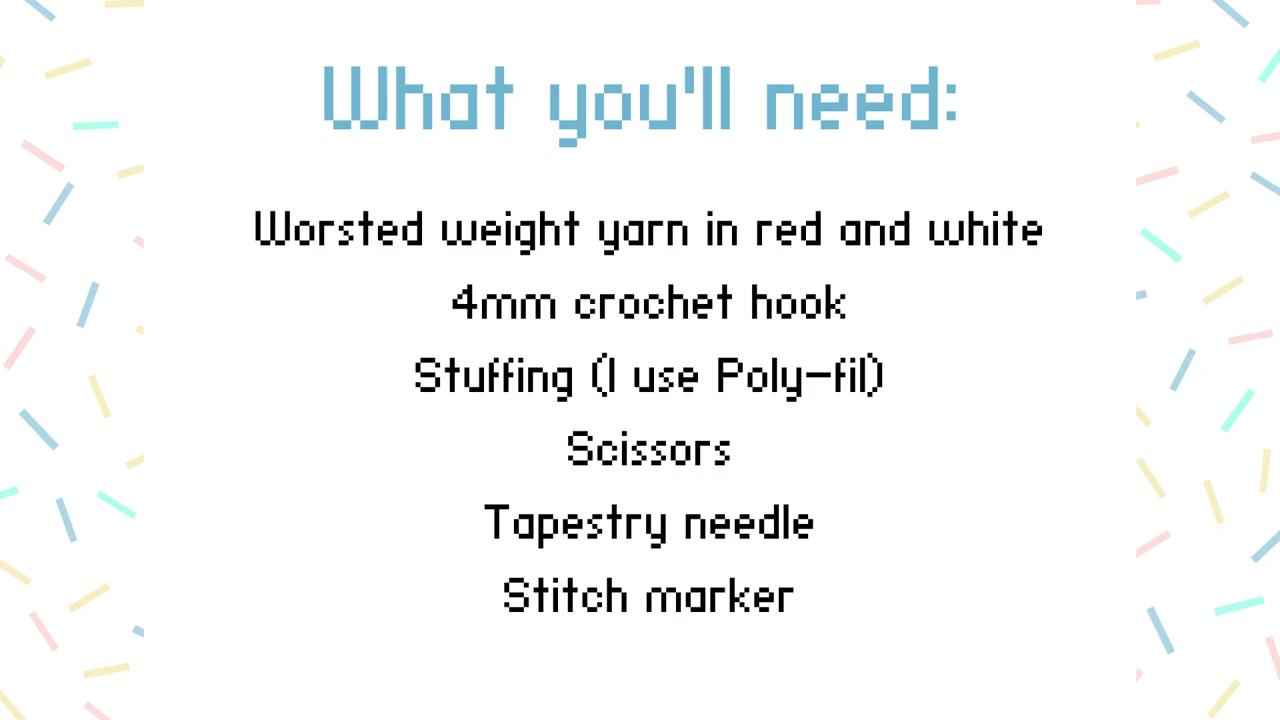 What you'll need:
Worsted weight yarn in red and white
4mm crochet hook
Stuffing (I use Poly-fil)
Scissors
Tapestry needle
Stitch marker